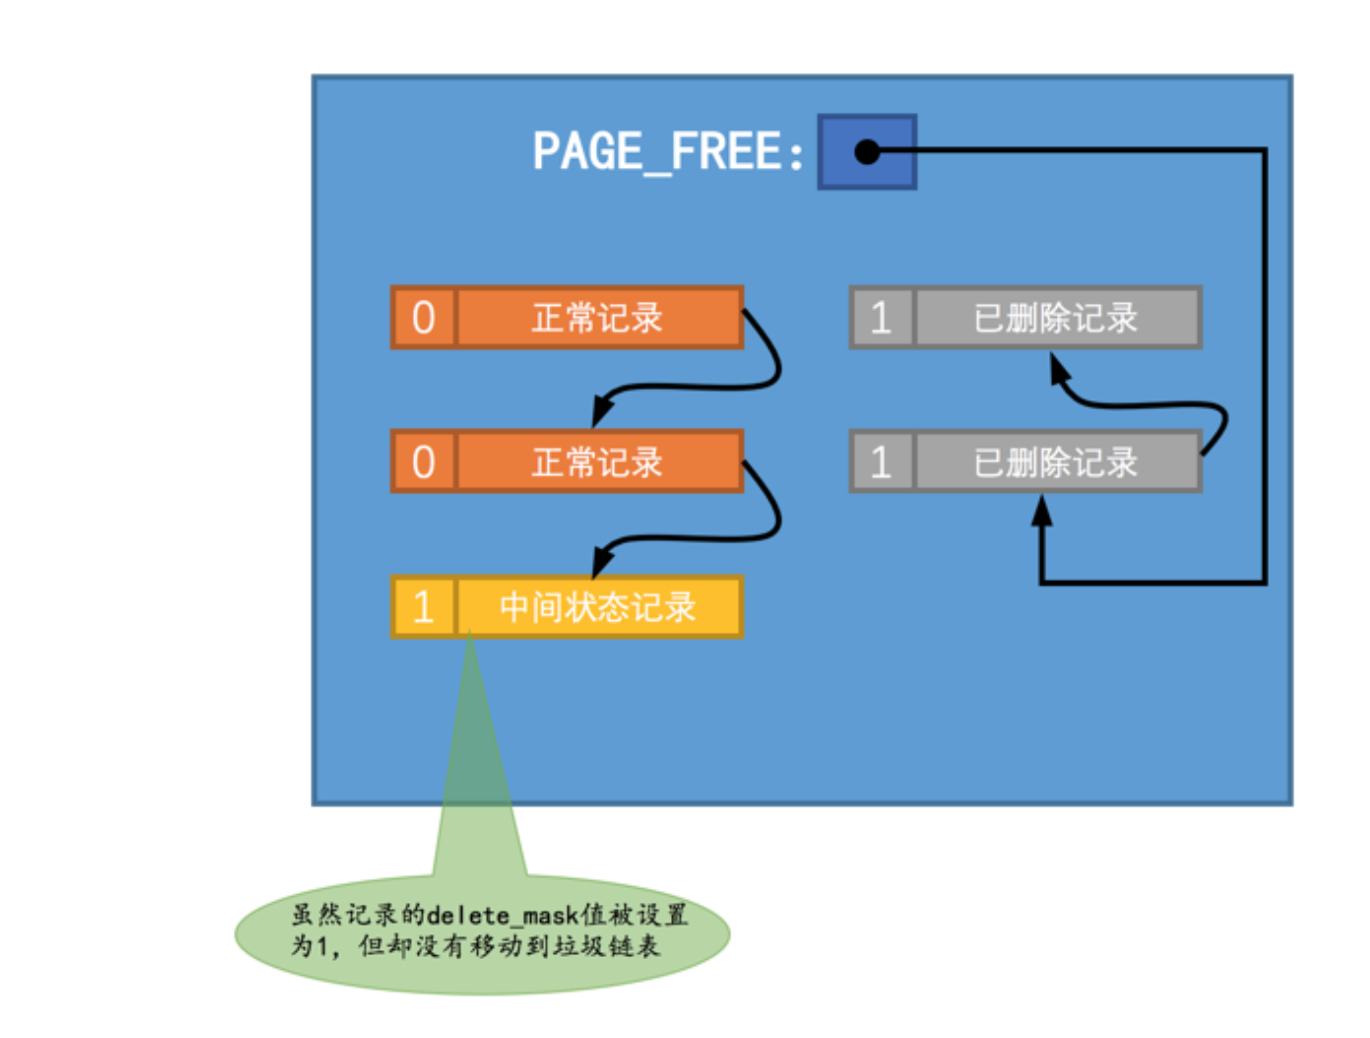 PAGE_FREE:
0 正常记录
1 已删除记录
0 正常记录
1 已删除记录
1 中间状态记录
虽然记录的delete_mask值被设置
为1，但却没有移动到垃圾链表